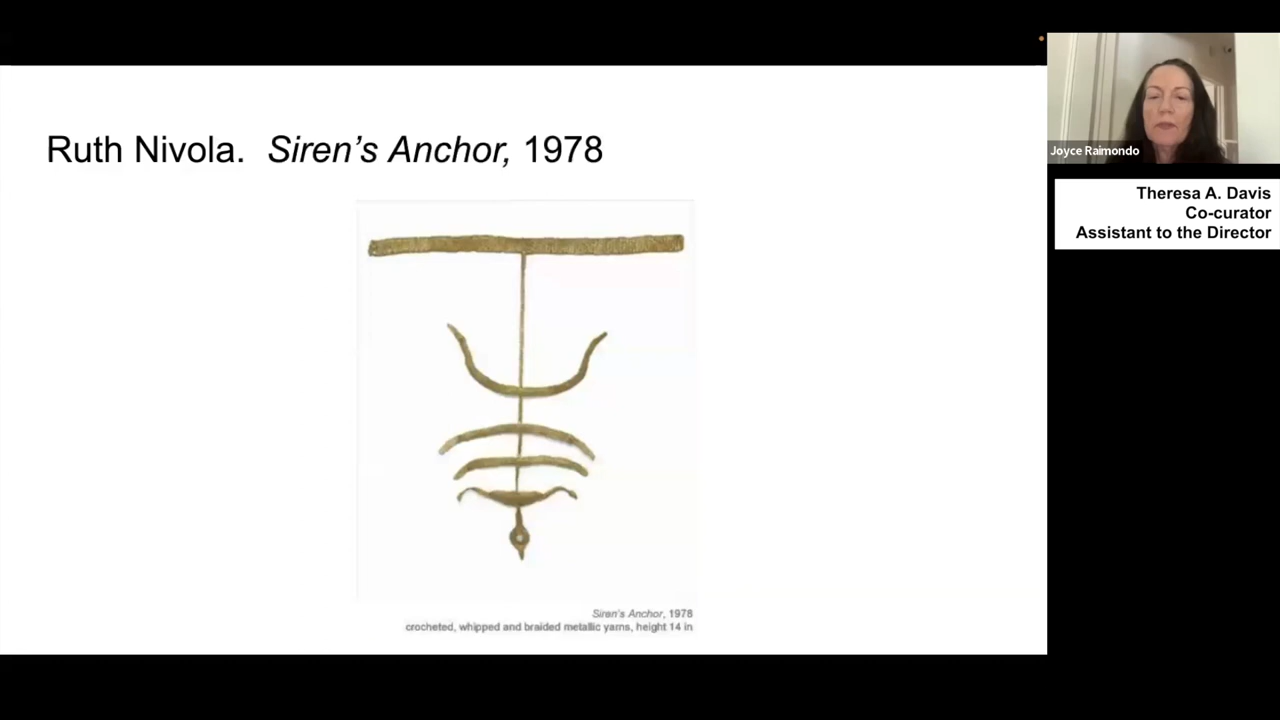 Ruth Nivola. Siren's Anchor, 1978
Joyce Raimondo
Theresa A. Davis
Co-curator
Assistant to the Director
Siren's Anchor, 1978
crocheted, whipped and braided metallic yarns, height 14 in